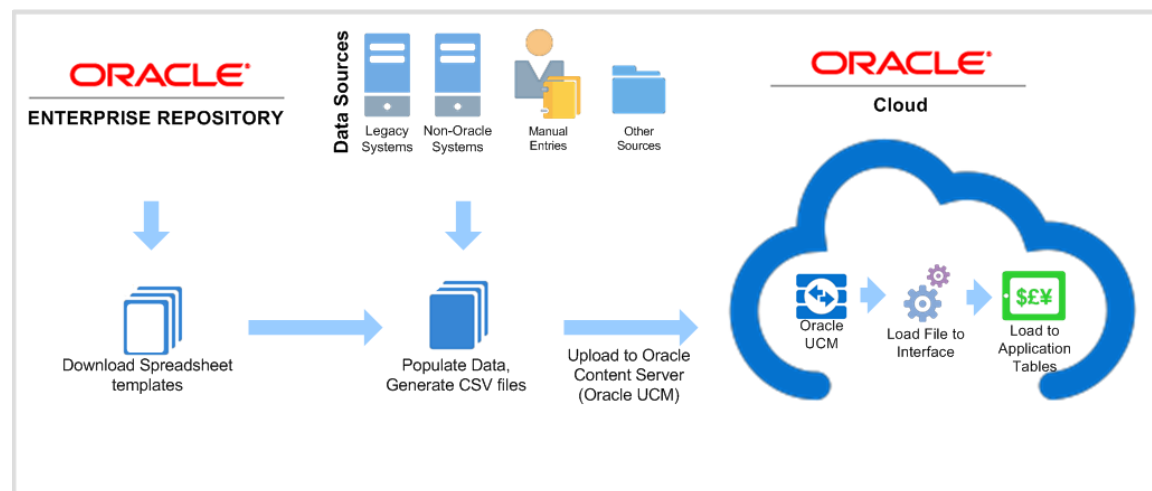 ORACLE
ENTERPRISE REPOSITORY
Data Sources
Legacy
Systems
Non-Oracle
Systems
Manual
Entries
Other
Sources
ORACLE
Cloud
Download Spreadsheet
templates
Populate Data,
Generate CSV files
Upload to Oracle
Content Server
(Oracle UCM)
Oracle
UCM
Load File to
Interface
$£¥
Load to
Application
Tables